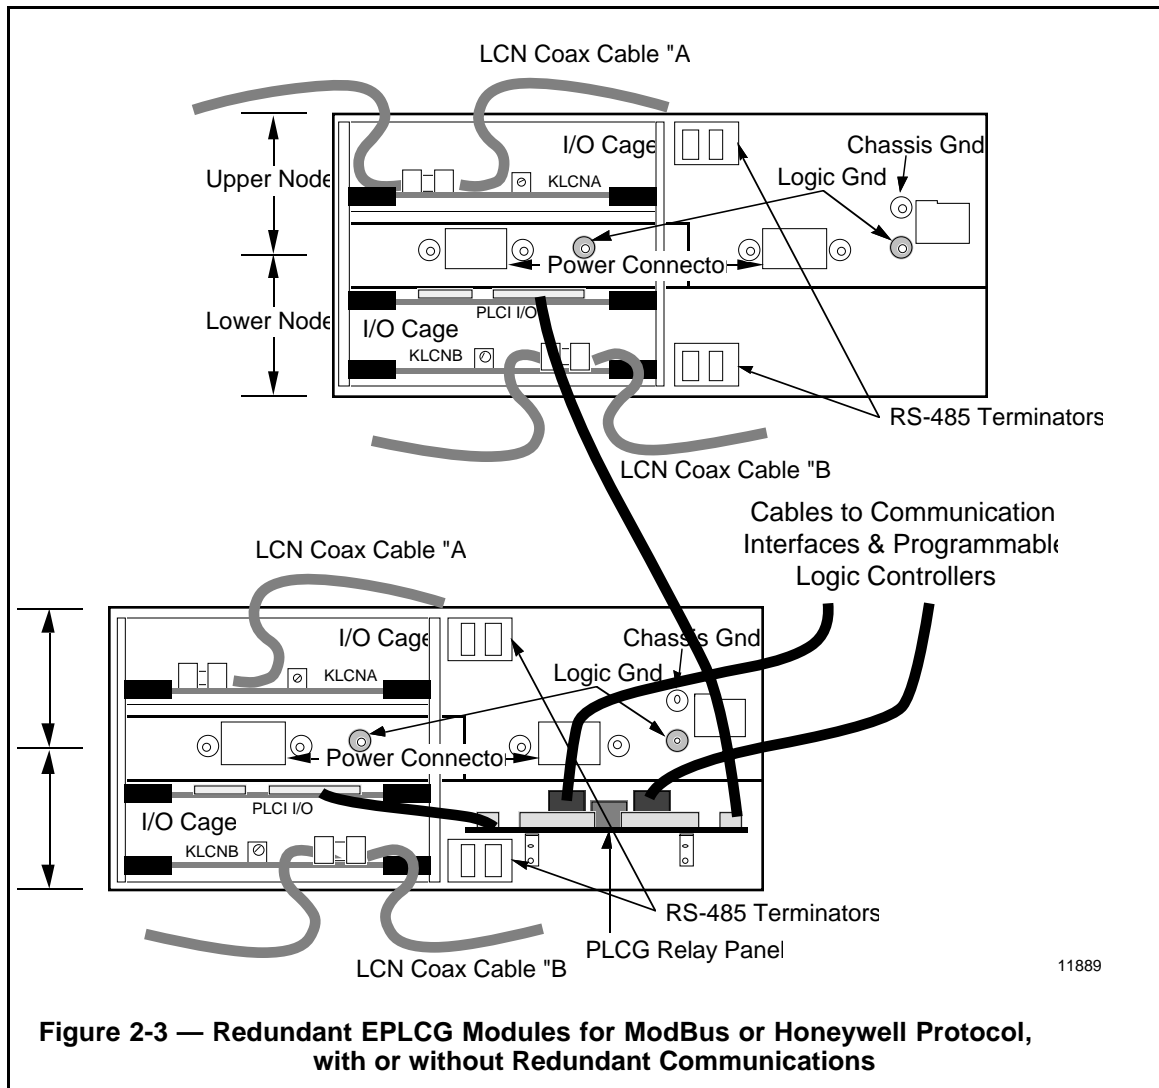 LCN Coax Cable "A
I/O Cage
Chassis Gnd
Upper Node
KLCNA
Logic Gnd
Power Connecto
Lower Node
PLCI I/O
I/O Cage
KLCNB
RS-485 Terminators
LCN Coax Cable "B
Cables to Communication
Interfaces & Programmable
Logic Controllers
LCN Coax Cable "A
I/O Cage
Chassis Gnd
KLCNA
Logic Gnd
Power Connecto
PLCI I/O
I/O Cage
KLCNB
RS-485 Terminators
PLCG Relay Panel
LCN Coax Cable "B
11889
Figure 2-3 — Redundant EPLCG Modules for ModBus or Honeywell Protocol,
with or without Redundant Communications